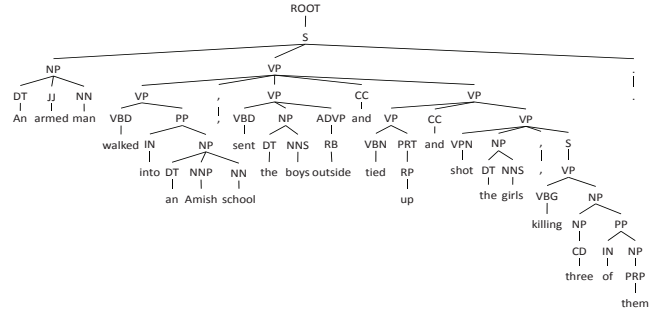 ROOT
S
NP VP .
DT JJ NN VP , VP CC VP .
An armed man VBD PP , VBD NP ADVP and VP CC VP
walked IN NP sent DT NNS RB VBN PRT and VPN NP , S
into DT NNP NN the boys outside tied RP shot DT NNS , VP
an Amish school up the girls VBG NP
killing NP PP
CD IN NP
three of PRP
them